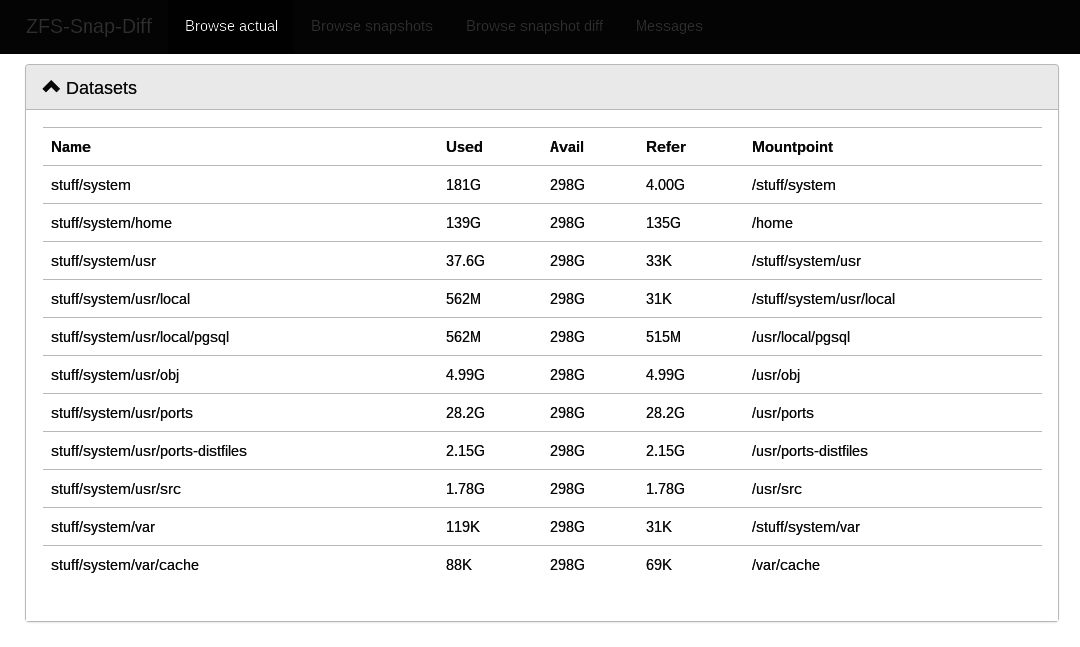 ZFS-Snap-Diff Browse actual Browse snapshots Browse snapshot diff Messages
Datasets
Name Used Avail Refer Mountpoint
stuff/system 181G 298G 4.00G /stuff/system
stuff/system/home 139G 298G 135G /home
stuff/system/usr 37.6G 298G 33K /stuff/system/usr
stuff/system/usr/local 562M 298G 31K /stuff/system/usr/local
stuff/system/usr/local/pgsql 562M 298G 515M /usr/local/pgsql
stuff/system/usr/obj 4.99G 298G 4.99G /usr/obj
stuff/system/usr/ports 28.2G 298G 28.2G /usr/ports
stuff/system/usr/ports-distfiles 2.15G 298G 2.15G /usr/ports-distfiles
stuff/system/usr/src 1.78G 298G 1.78G /usr/src
stuff/system/var 119K 298G 31K /stuff/system/var
stuff/system/var/cache 88K 298G 69K /var/cache